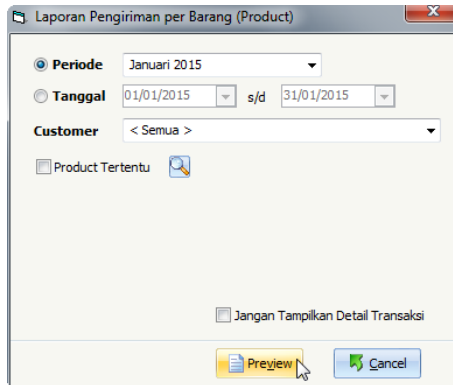 Laporan Pengiriman per Barang (Product)
Periode Januari 2015
Tanggal 01/01/2015 s/d 31/01/2015
Customer < Semua >
Product Tertentu
Jangan Tampilkan Detail Transaksi
Preview Cancel